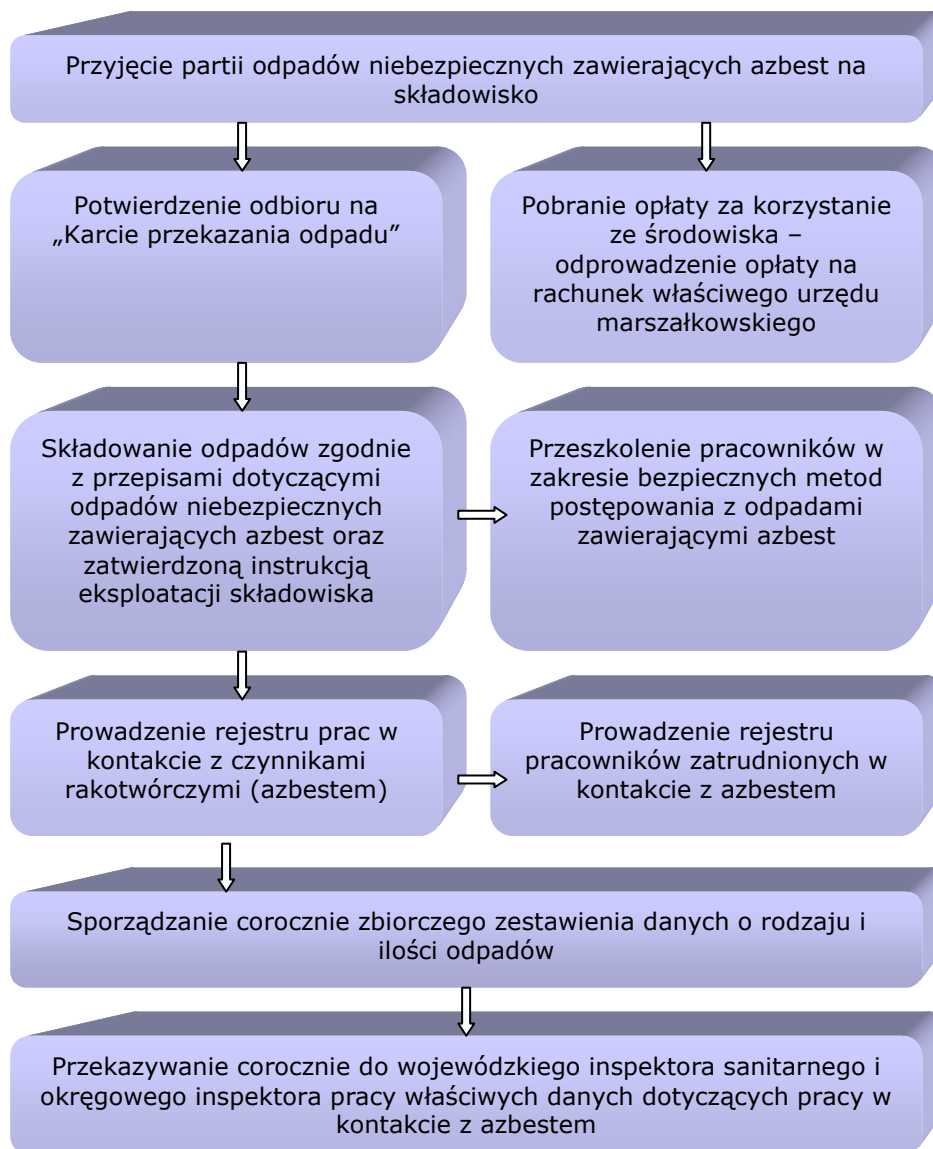 Przyjęcie partii odpadów niebezpiecznych zawierających azbest na
składowisko
Potwierdzenie odbioru na
„Karcie przekazania odpadu”
Pobranie opłaty za korzystanie
ze środowiska –
odprowadzenie opłaty na
rachunek właściwego urzędu
marszałkowskiego
Składowanie odpadów zgodnie
z przepisami dotyczącymi
odpadów niebezpiecznych
zawierających azbest oraz
zatwierdzoną instrukcją
eksploatacji składowiska
Przeszkolenie pracowników w
zakresie bezpiecznych metod
postępowania z odpadami
zawierającymi azbest
Prowadzenie rejestru prac w
kontakcie z czynnikami
rakotwórczymi (azbestem)
Prowadzenie rejestru
pracowników zatrudnionych w
kontakcie z azbestem
Sporządzanie corocznie zbiorczego zestawienia danych o rodzaju i
ilości odpadów
Przekazywanie corocznie do wojewódzkiego inspektora sanitarnego i
okręgowego inspektora pracy właściwych danych dotyczących pracy w
kontakcie z azbestem